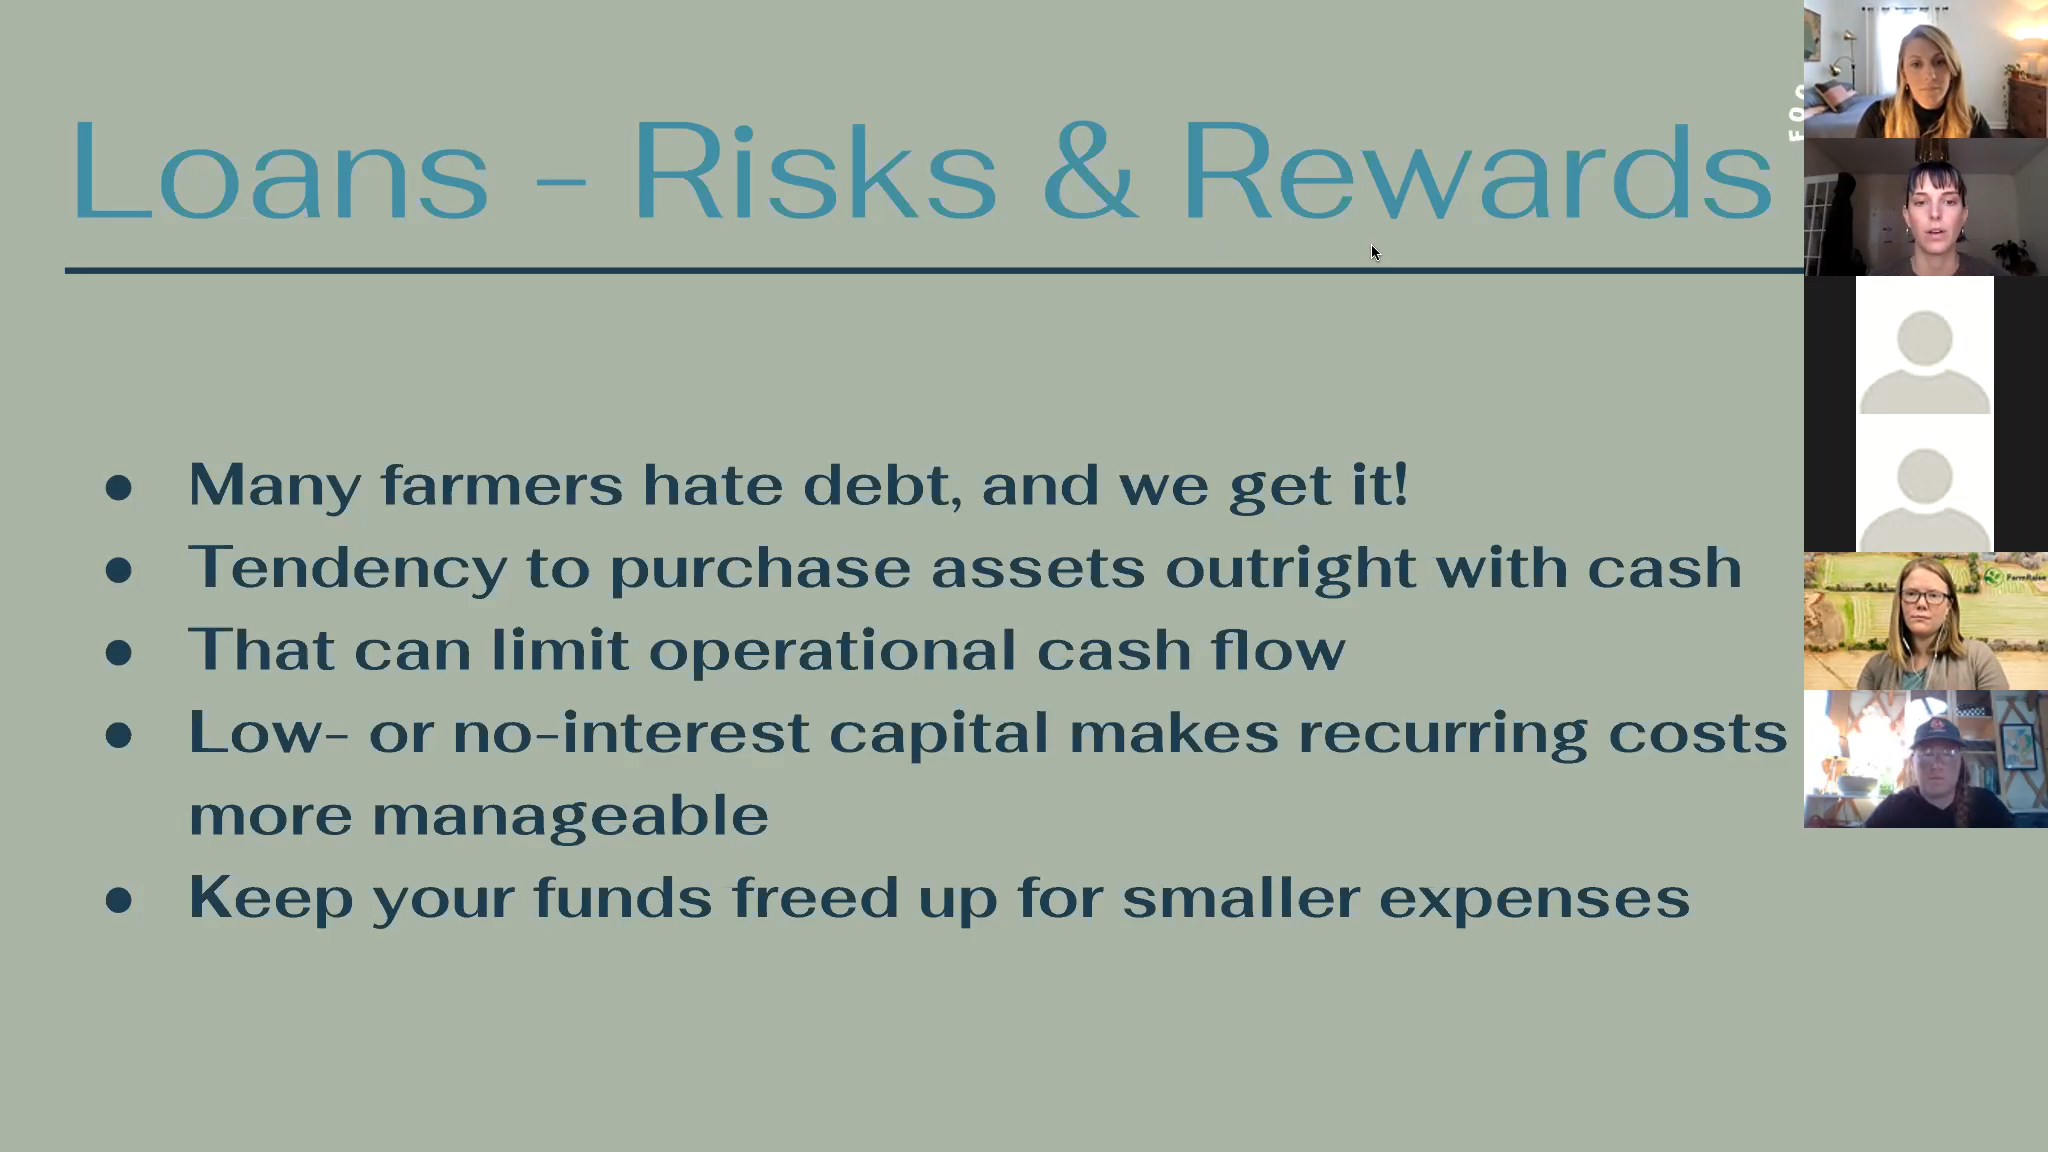 Loans - Risks & Rewards
● Many farmers hate debt, and we get it!
● Tendency to purchase assets outright with cash
● That can limit operational cash flow
● Low- or no-interest capital makes recurring costs
more manageable
● Keep your funds freed up for smaller expenses
FarmRaise